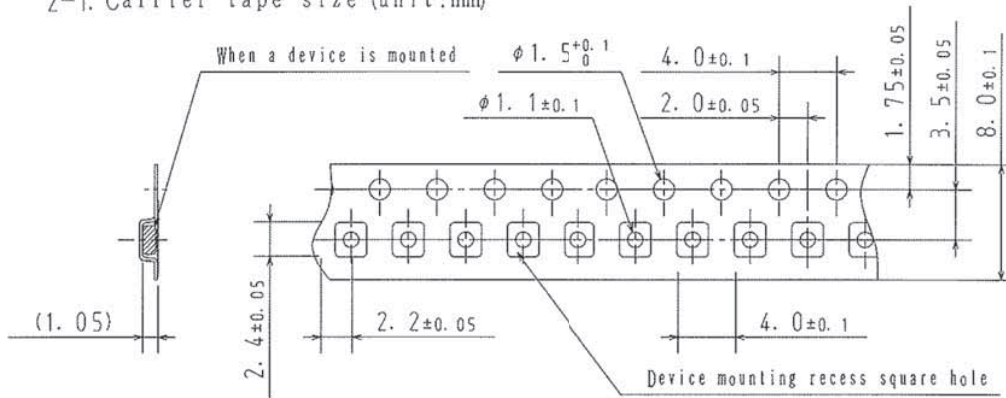 2-1. Carrier tape size (unit:mm)
When a device is mounted
φ1. 5+0. 1 0
4. 0±0. 1
φ1. 1±0. 1
2. 0±0. 05
1. 75±0. 05
3. 5±0. 05
8. 0±0. 1
(1. 05)
2. 4±0. 05
2. 2±0. 05
4. 0±0. 1
Device mounting recess square hole